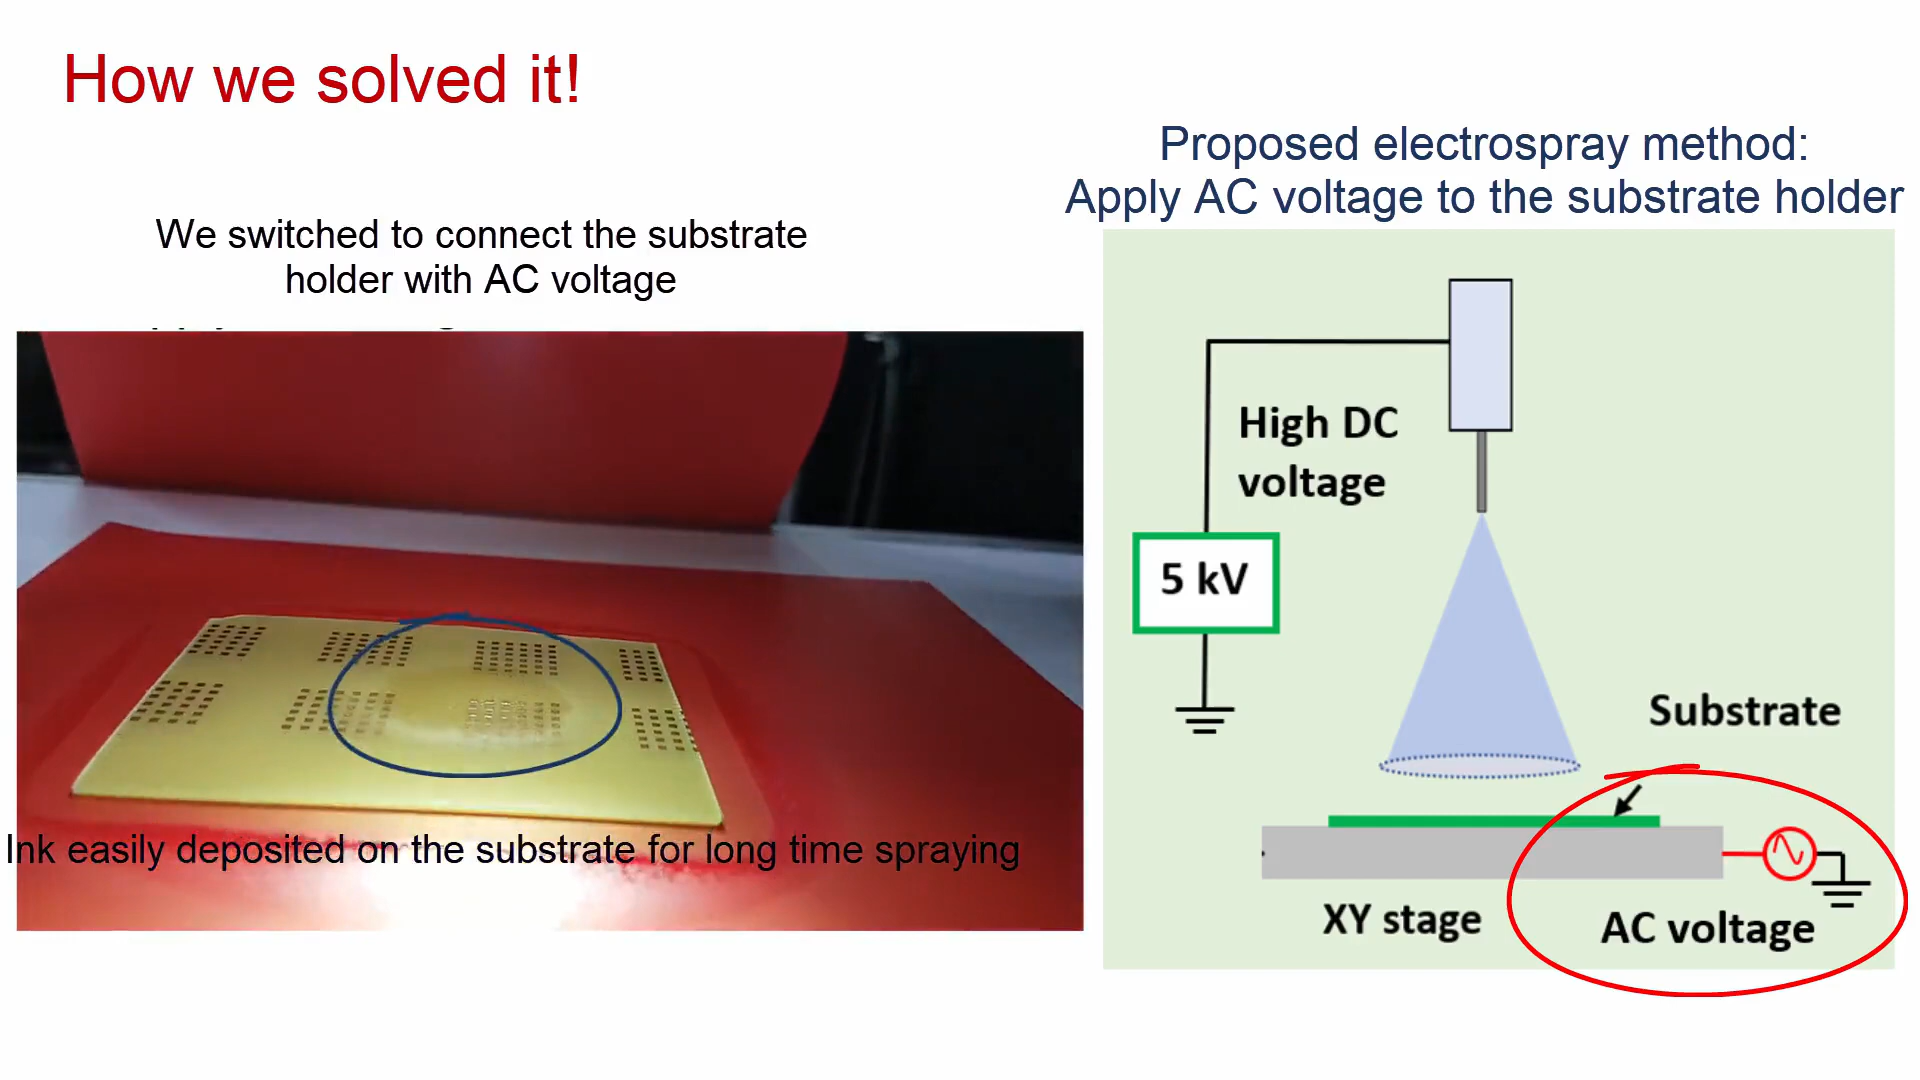 How we solved it!
Proposed electrospray method:
Apply AC voltage to the substrate holder
We switched to connect the substrate
holder with AC voltage
High DC
voltage
5 kV
Substrate
Ink easily deposited on the substrate for long time spraying
XY stage
AC voltage